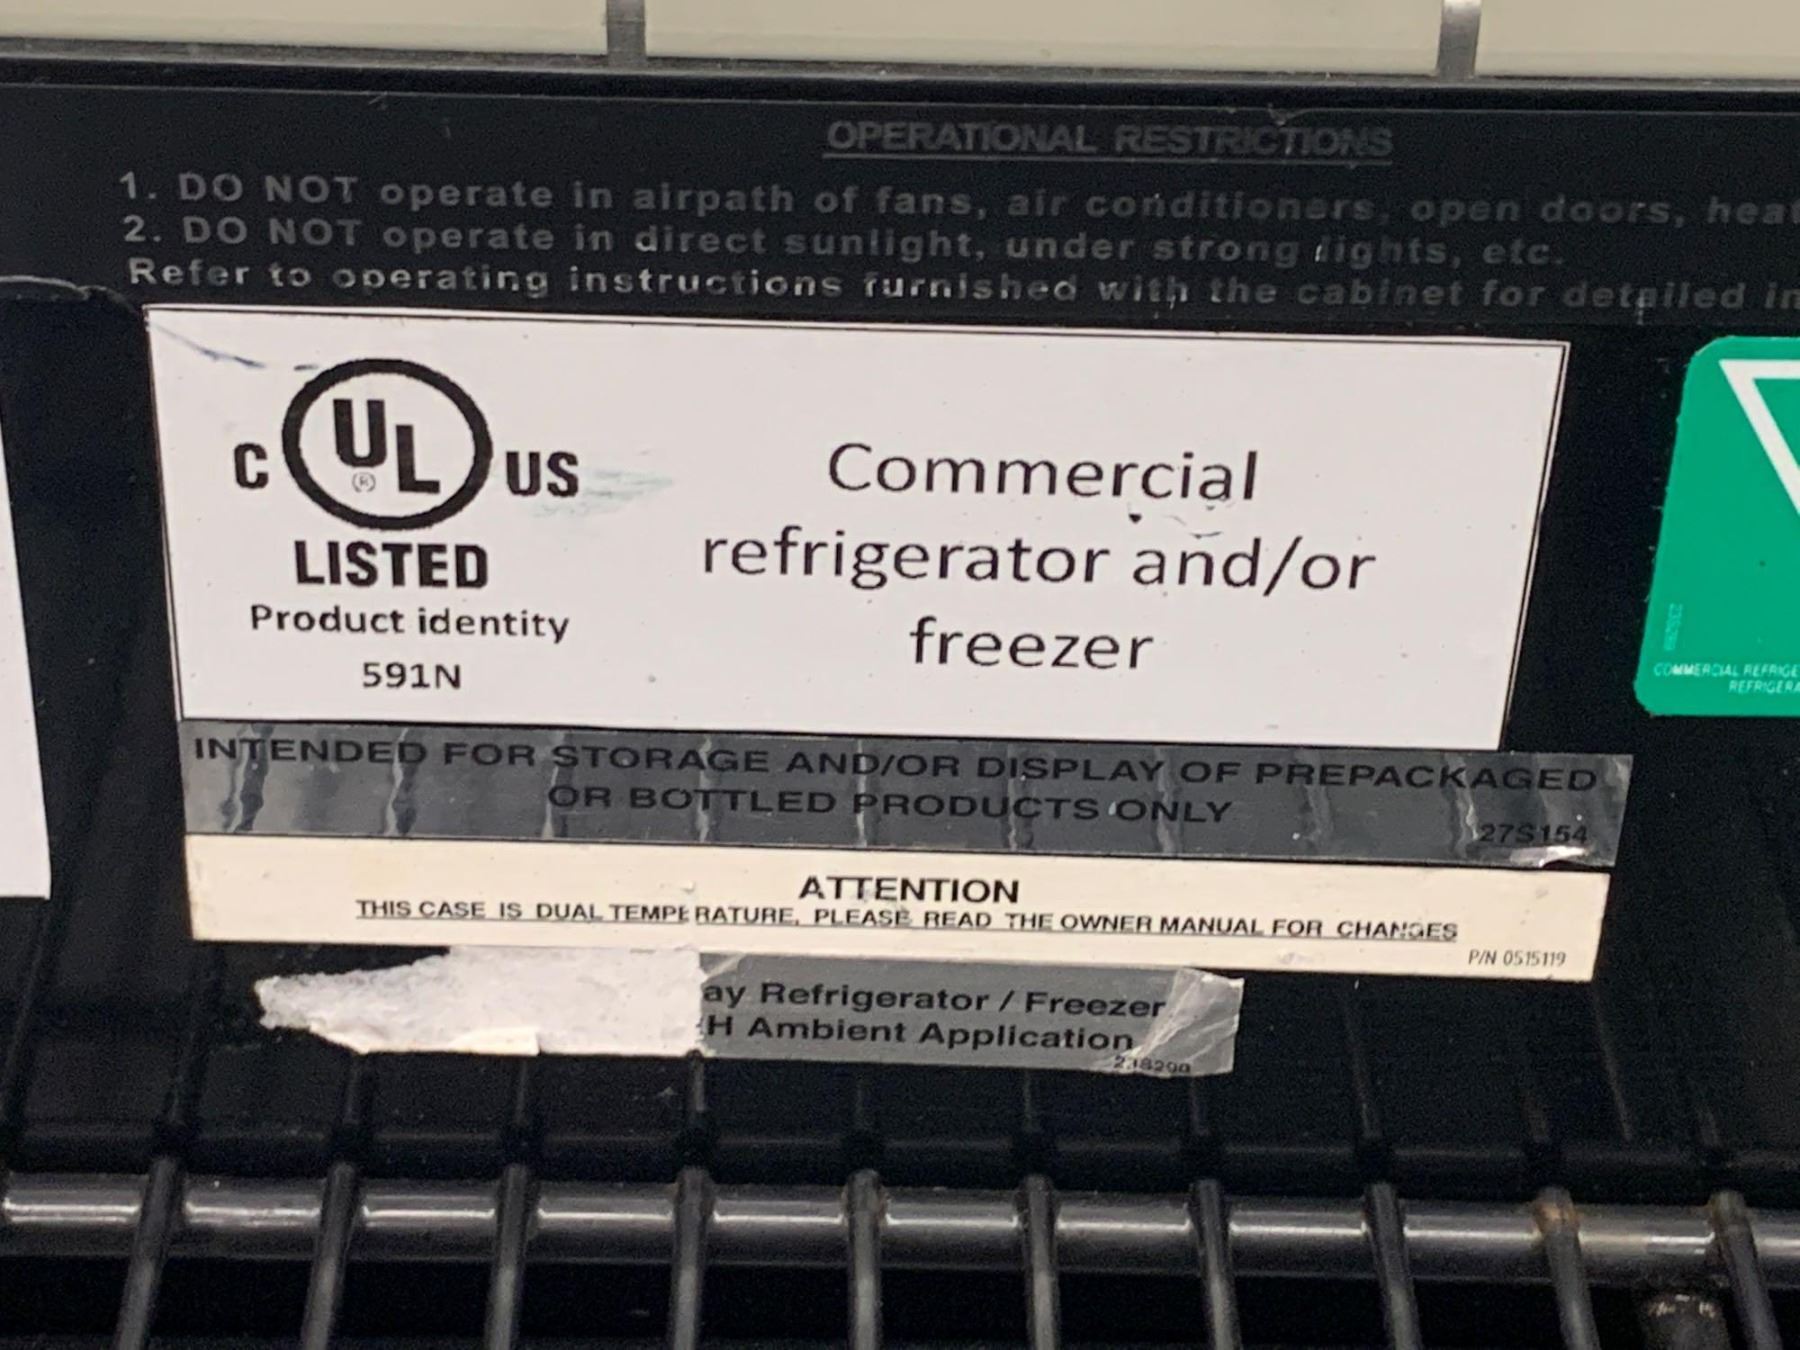 OPERATIONAL RESTRICTIONS
1. DO NOT operate in airpath of fans, air conditioners, open doors,
2. DO NOT operate in direct sunlight, under strong lights, etc.
Refer to operating instructions furnished with the cabinet for detailed
C UL US
®
LISTED
Product identity
591N
Commercial
refrigerator and/or
freezer
COMMERCIAL
INTENDED FOR STORAGE AND/OR DISPLAY OF PREPACKAGED
OR BOTTLED PRODUCTS ONLY
27S154
ATTENTION
THIS CASE IS DUAL TEMPERATURE, PLEASE READ THE OWNER MANUAL FOR CHANGES
P/N 0515119
ay Refrigerator / Freezer
H Ambient Application